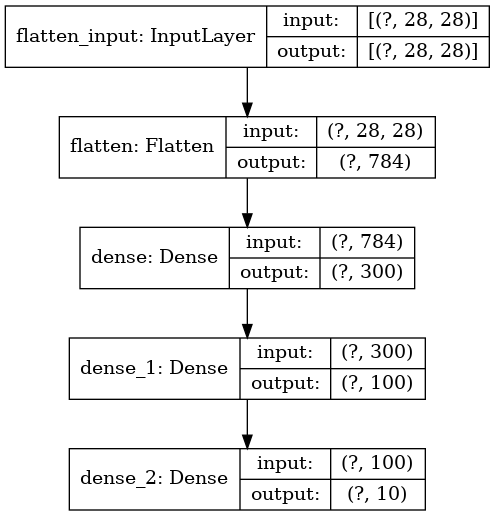 flatten_input: InputLayer
input: [(?, 28, 28)]
output: [(?, 28, 28)]
flatten: Flatten
input: (?, 28, 28)
output: (?, 784)
dense: Dense
input: (?, 784)
output: (?, 300)
dense_1: Dense
input: (?, 300)
output: (?, 100)
dense_2: Dense
input: (?, 100)
output: (?, 10)